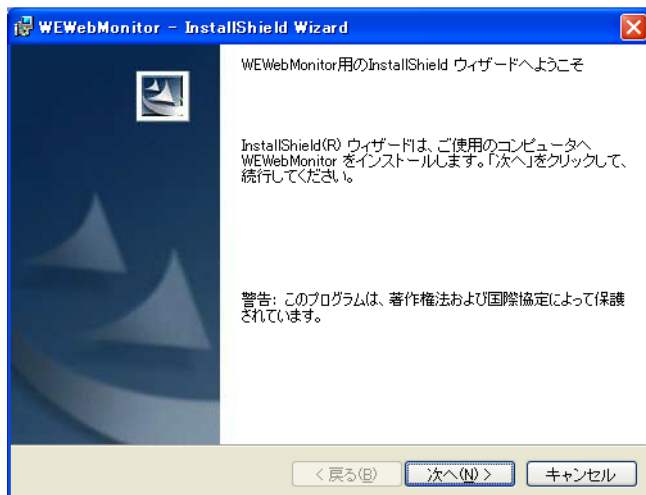 WEWebMonitor - InstallShield Wizard
WEWebMonitor用のInstallShield ウィザードへようこそ
InstallShield(R) ウィザードは、ご使用のコンピュータへ
WEWebMonitor をインストールします。「次へ」をクリックして、
続行してください。
警告: このプログラムは、著作権法および国際協定によって保護
されています。
< 戻る(B) 次へ(N) > キャンセル